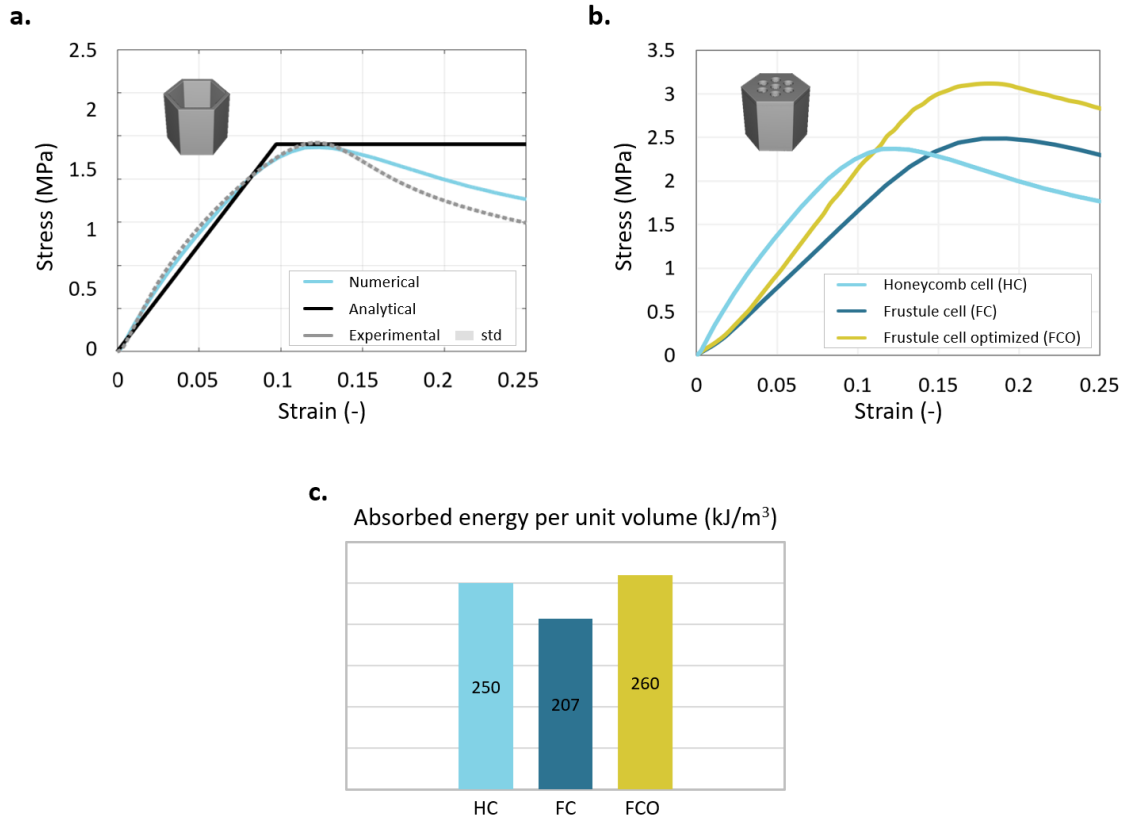 a.
2.5
2
1.5
1
0.5
0
Stress (MPa)
Numerical
Analytical
Experimental std
0 0.05 0.1 0.15 0.2 0.25
Strain (-)
b.
3.5
3
2.5
2
1.5
1
0.5
0
Stress (MPa)
Honeycomb cell (HC)
Frustule cell (FC)
Frustule cell optimized (FCO)
0 0.05 0.1 0.15 0.2 0.25
Strain (-)
c.
Absorbed energy per unit volume (kJ/m³)
250 207 260
HC FC FCO